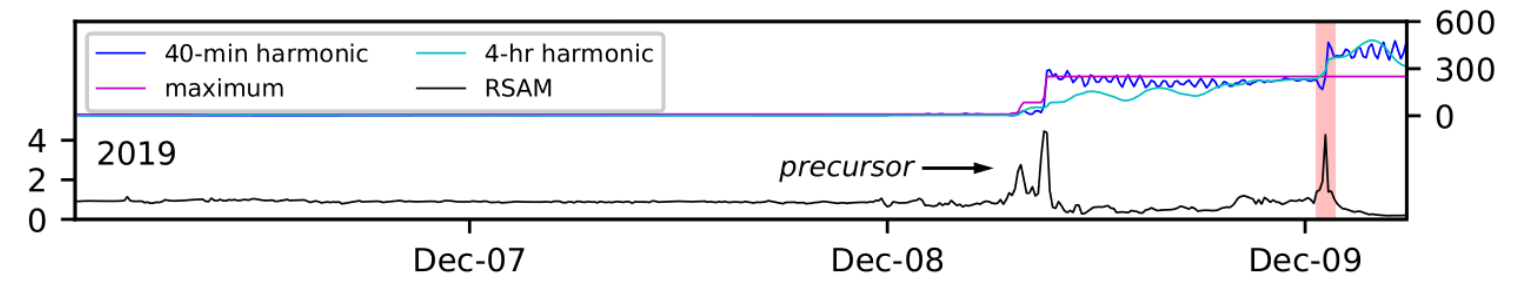 40-min harmonic
4-hr harmonic
maximum
RSAM
600
300
0
4
2
0
2019
precursor
Dec-07
Dec-08
Dec-09